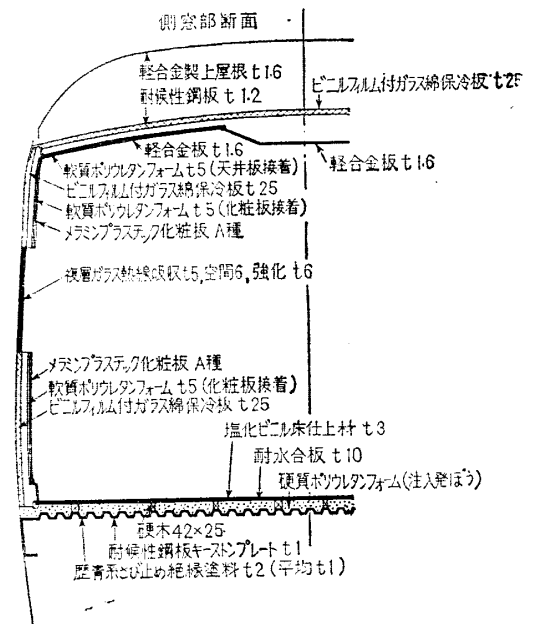 側窓部断面
軽合金製上屋根 t1.6
耐候性鋼板 t1.2
ビニルフィルム付ガラス綿保冷板 t25
軽合金板 t1.6
軽合金板 t1.6
軟質ポリウレタンフォーム t5 (天井板接着)
ビニルフィルム付ガラス綿保冷板 t25
軟質ポリウレタンフォーム t5 (化粧板接着)
メラミンプラスチック化粧板 A種
複層ガラス熱線吸収t5, 空間6, 強化 t6
メラミンプラスチック化粧板 A種
軟質ポリウレタンフォーム t5 (化粧板接着)
ビニルフィルム付ガラス綿保冷板 t25
塩化ビニル床仕上材 t3
耐水合板 t10
硬質ポリウレタンフォーム(注入発ぽう)
硬木42×25
耐候性鋼板キーストンプレート t1
歴青系さび止め絶縁塗料 t2 (平均 t1)